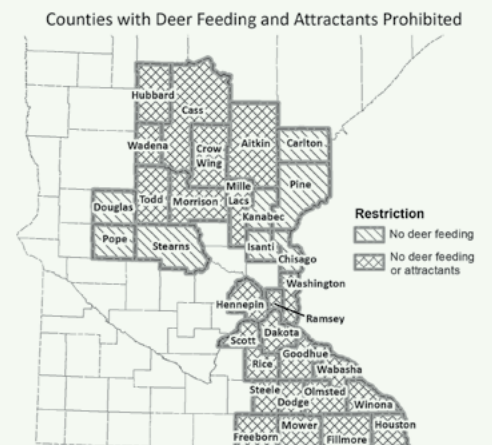 Counties with Deer Feeding and Attractants Prohibited
Hubbard
Cass
Wadena
Crow
Wing
Aitkin
Carlton
Mille
Lacs
Pine
Todd
Morrison
Kanabec
Douglas
Pope
Stearns
Isanti
Chisago
Restriction
No deer feeding
No deer feeding
or attractants
Washington
Hennepin
Ramsey
Dakota
Scott
Goodhue
Rice
Wabasha
Steele
Olmsted
Dodge
Winona
Mower
Houston
Freeborn
Fillmore